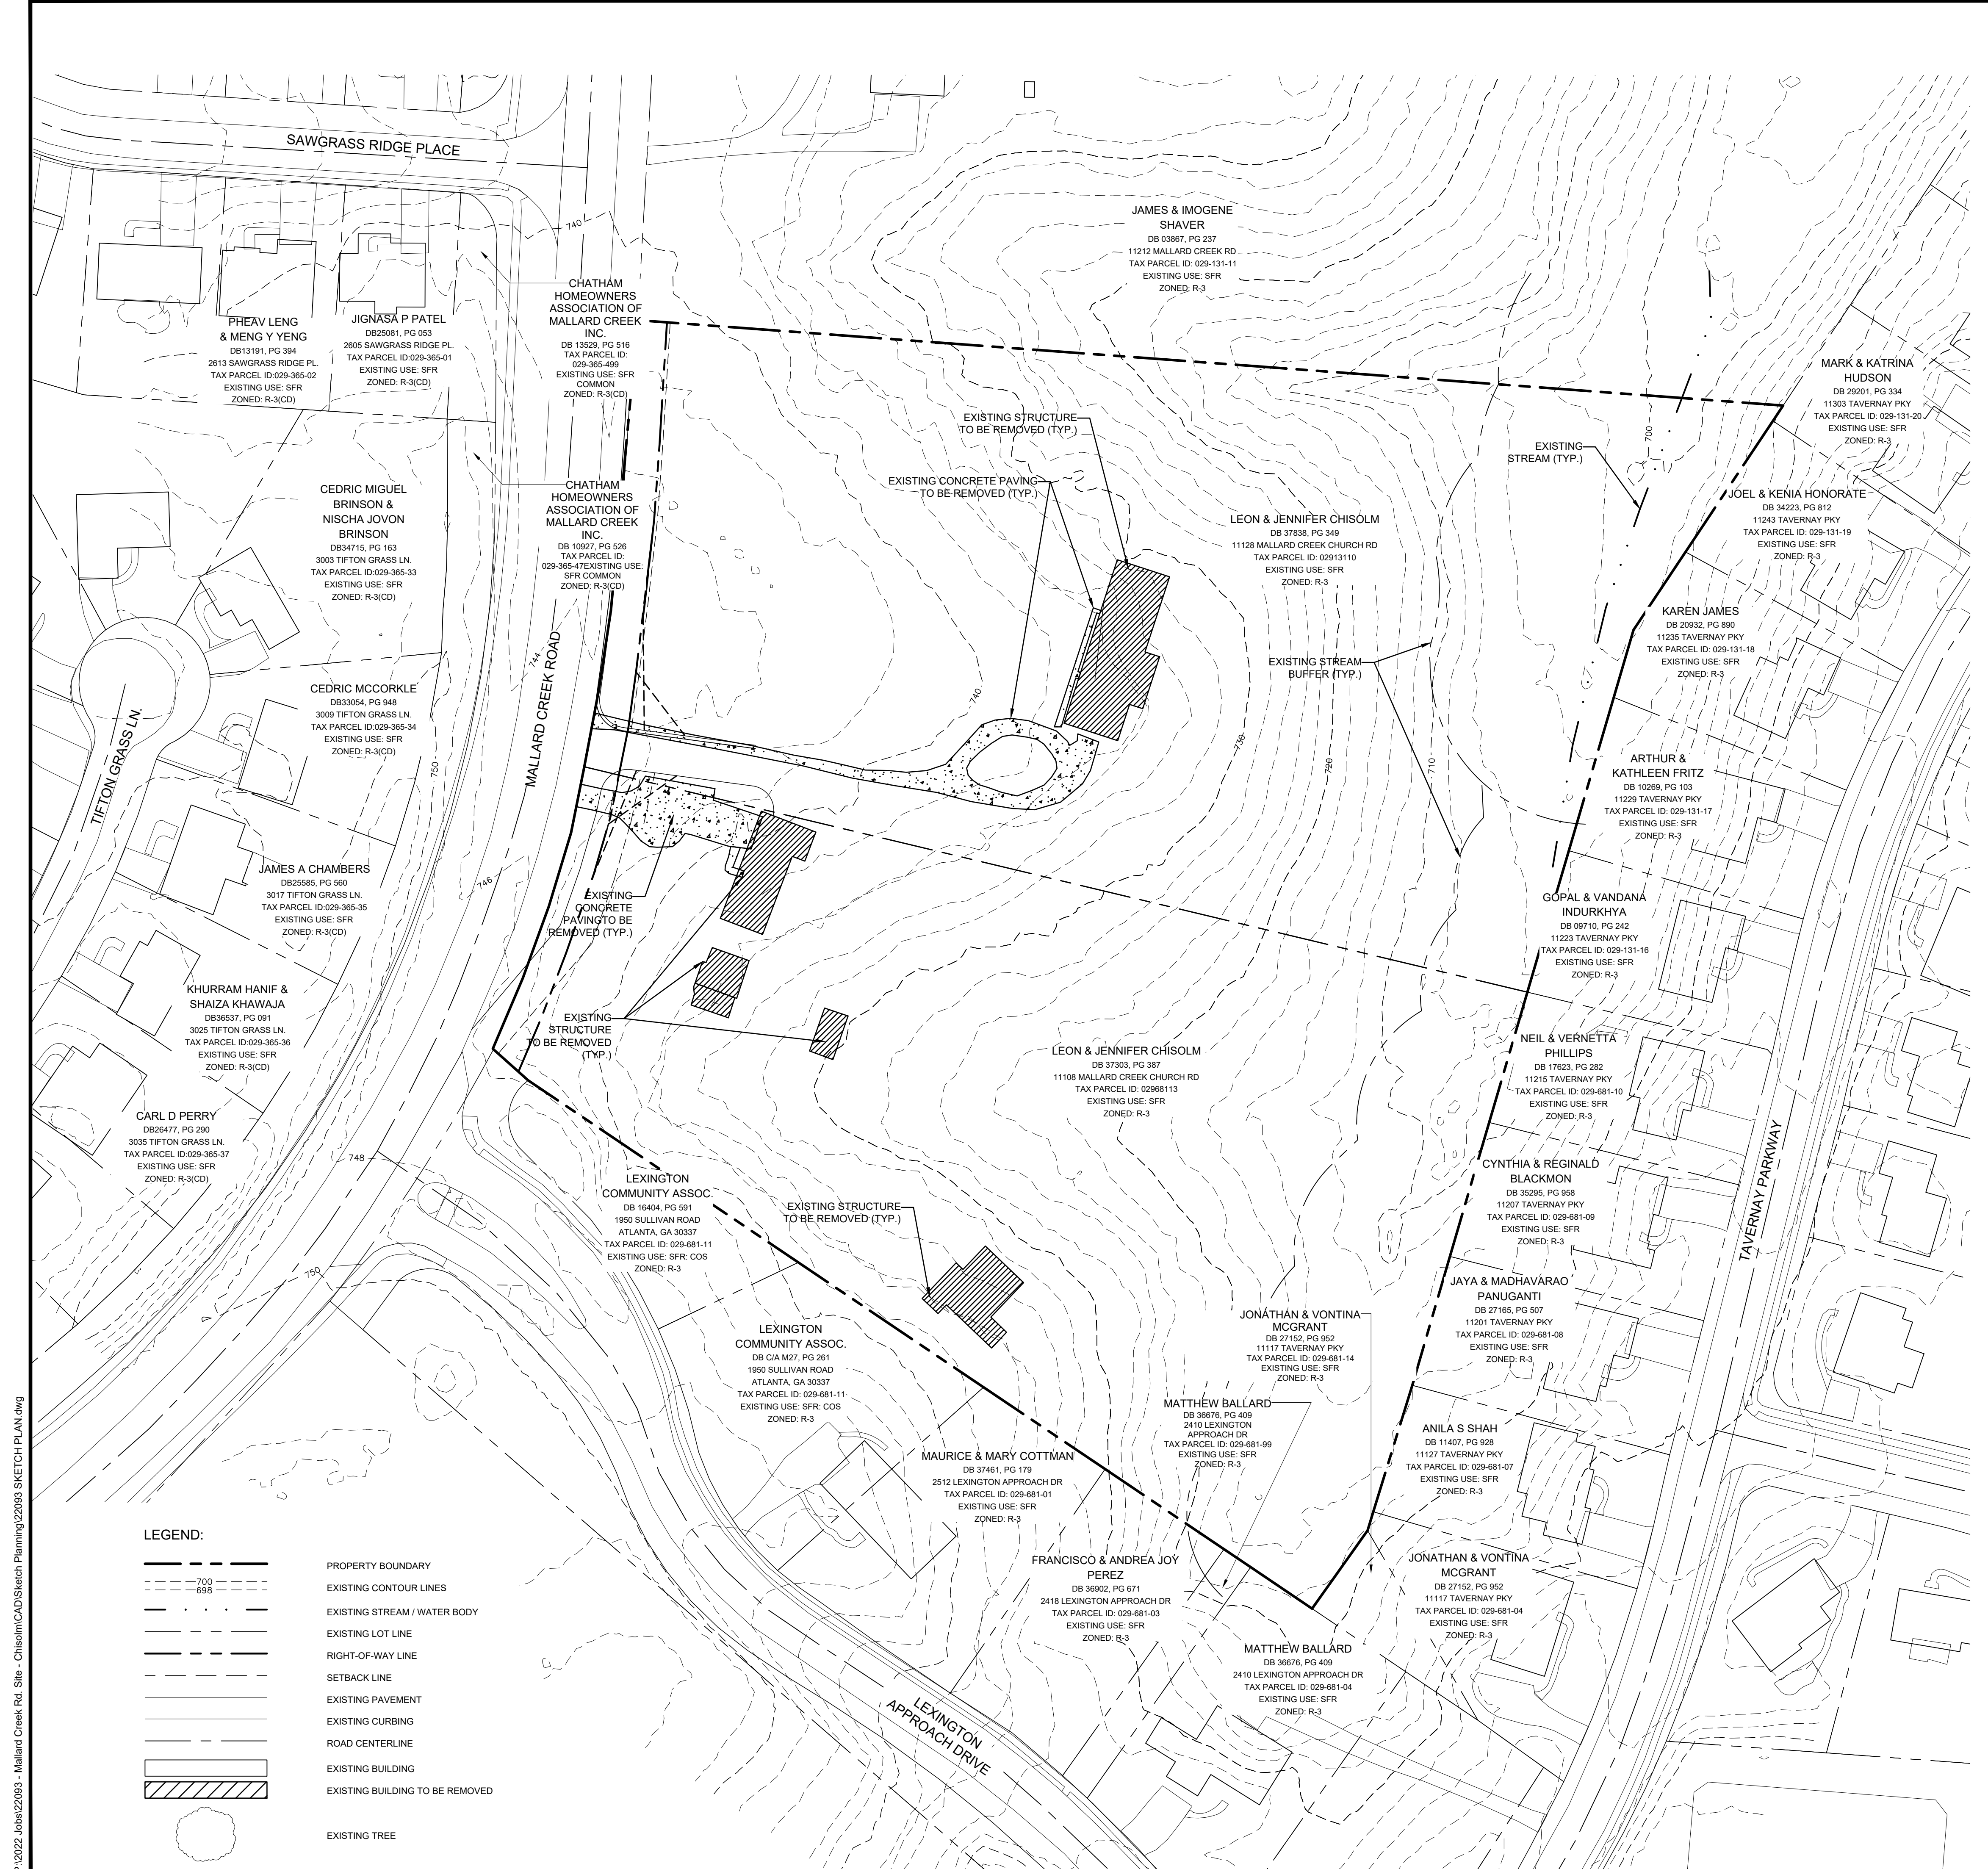 SAWGRASS RIDGE PLACE
740
JAMES & IMOGENE
SHAVER
DB 03867, PG 237
11212 MALLARD CREEK RD
TAX PARCEL ID: 029-131-11
EXISTING USE: SFR
ZONED: R-3
PHEAV LENG
& MENG Y YENG
DB13191, PG 394
2613 SAWGRASS RIDGE PL.
TAX PARCEL ID:029-365-02
EXISTING USE: SFR
ZONED: R-3(CD)
JIGNASA P PATEL
DB25081, PG 053
2605 SAWGRASS RIDGE PL.
TAX PARCEL ID:029-365-01
EXISTING USE: SFR
ZONED: R-3(CD)
CHATHAM
HOMEOWNERS
ASSOCIATION OF
MALLARD CREEK
INC.
DB 13529, PG 516
TAX PARCEL ID:
029-365-499
EXISTING USE: SFR
COMMON
ZONED: R-3(CD)
MARK & KATRINA
HUDSON
DB 29201, PG 334
11303 TAVERNAY PKY
TAX PARCEL ID: 029-131-20
EXISTING USE: SFR
ZONED: R-3
EXISTING STRUCTURE
TO BE REMOVED (TYP.)
EXISTING
STREAM (TYP.)
700
EXISTING CONCRETE PAVING
TO BE REMOVED (TYP.)
CEDRIC MIGUEL
BRINSON &
NISCHA JOVON
BRINSON
DB34715, PG 163
3003 TIFTON GRASS LN.
TAX PARCEL ID:029-365-33
EXISTING USE: SFR
ZONED: R-3(CD)
CHATHAM
HOMEOWNERS
ASSOCIATION OF
MALLARD CREEK
INC.
DB 10927, PG 526
TAX PARCEL ID:
029-365-47EXISTING USE:
SFR COMMON
ZONED: R-3(CD)
LEON & JENNIFER CHISOLM
DB 37838, PG 349
11128 MALLARD CREEK CHURCH RD
TAX PARCEL ID: 02913110
EXISTING USE: SFR
ZONED: R-3
JOEL & KENIA HONORATE
DB 34223, PG 812
11243 TAVERNAY PKY
TAX PARCEL ID: 029-131-19
EXISTING USE: SFR
ZONED: R-3
KAREN JAMES
DB 20932, PG 890
11235 TAVERNAY PKY
TAX PARCEL ID: 029-131-18
EXISTING USE: SFR
ZONED: R-3
744
MALLARD CREEK ROAD
EXISTING STREAM
BUFFER (TYP.)
740
730
720
710
CEDRIC MCCORKLE
DB33054, PG 948
3009 TIFTON GRASS LN.
TAX PARCEL ID:029-365-34
EXISTING USE: SFR
ZONED: R-3(CD)
TIFTON GRASS LN.
750
ARTHUR &
KATHLEEN FRITZ
DB 10269, PG 103
11229 TAVERNAY PKY
TAX PARCEL ID: 029-131-17
EXISTING USE: SFR
ZONED: R-3
JAMES A CHAMBERS
DB25585, PG 560
3017 TIFTON GRASS LN.
TAX PARCEL ID:029-365-35
EXISTING USE: SFR
ZONED: R-3(CD)
746
EXISTING
CONCRETE
PAVINGTO BE
REMOVED (TYP.)
GOPAL & VANDANA
INDURKHYA
DB 09710, PG 242
11223 TAVERNAY PKY
TAX PARCEL ID: 029-131-16
EXISTING USE: SFR
ZONED: R-3
KHURRAM HANIF &
SHAIZA KHAWAJA
DB36537, PG 091
3025 TIFTON GRASS LN.
TAX PARCEL ID:029-365-36
EXISTING USE: SFR
ZONED: R-3(CD)
EXISTING
STRUCTURE
TO BE REMOVED
(TYP.)
LEON & JENNIFER CHISOLM
DB 37303, PG 387
11108 MALLARD CREEK CHURCH RD
TAX PARCEL ID: 02968113
EXISTING USE: SFR
ZONED: R-3
NEIL & VERNETTA
PHILLIPS
DB 17623, PG 282
11215 TAVERNAY PKY
TAX PARCEL ID: 029-681-10
EXISTING USE: SFR
ZONED: R-3
CARL D PERRY
DB26477, PG 290
3035 TIFTON GRASS LN.
TAX PARCEL ID:029-365-37
EXISTING USE: SFR
ZONED: R-3(CD)
748
TAVERNAY PARKWAY
CYNTHIA & REGINALD
BLACKMON
DB 35295, PG 958
11207 TAVERNAY PKY
TAX PARCEL ID: 029-681-09
EXISTING USE: SFR
ZONED: R-3
LEXINGTON
COMMUNITY ASSOC.
DB 16404, PG 591
1950 SULLIVAN ROAD
ATLANTA, GA 30337
TAX PARCEL ID: 029-681-11
EXISTING USE: SFR: COS
ZONED: R-3
EXISTING STRUCTURE
TO BE REMOVED (TYP.)
750
JAYA & MADHAVARAO
PANUGANTI
DB 27165, PG 507
11201 TAVERNAY PKY
TAX PARCEL ID: 029-681-08
EXISTING USE: SFR
ZONED: R-3
JONATHAN & VONTINA
MCGRANT
DB 27152, PG 952
11117 TAVERNAY PKY
TAX PARCEL ID: 029-681-14
EXISTING USE: SFR
ZONED: R-3
LEXINGTON
COMMUNITY ASSOC.
DB C/A M27, PG 261
1950 SULLIVAN ROAD
ATLANTA, GA 30337
TAX PARCEL ID: 029-681-11
EXISTING USE: SFR: COS
ZONED: R-3
MATTHEW BALLARD
DB 36676, PG 409
2410 LEXINGTON
APPROACH DR
TAX PARCEL ID: 029-681-99
EXISTING USE: SFR
ZONED: R-3
ANILA S SHAH
DB 11407, PG 928
11127 TAVERNAY PKY
TAX PARCEL ID: 029-681-07
EXISTING USE: SFR
ZONED: R-3
MAURICE & MARY COTTMAN
DB 37461, PG 179
2512 LEXINGTON APPROACH DR
TAX PARCEL ID: 029-681-01
EXISTING USE: SFR
ZONED: R-3
FRANCISCO & ANDREA JOY
PEREZ
DB 36902, PG 671
2418 LEXINGTON APPROACH DR
TAX PARCEL ID: 029-681-03
EXISTING USE: SFR
ZONED: R-3
JONATHAN & VONTINA
MCGRANT
DB 27152, PG 952
11117 TAVERNAY PKY
TAX PARCEL ID: 029-681-04
EXISTING USE: SFR
ZONED: R-3
MATTHEW BALLARD
DB 36676, PG 409
2410 LEXINGTON APPROACH DR
TAX PARCEL ID: 029-681-04
EXISTING USE: SFR
ZONED: R-3
LEXINGTON
APPROACH DRIVE
LEGEND:
PROPERTY BOUNDARY
700
698
EXISTING CONTOUR LINES
EXISTING STREAM / WATER BODY
EXISTING LOT LINE
RIGHT-OF-WAY LINE
SETBACK LINE
EXISTING PAVEMENT
EXISTING CURBING
ROAD CENTERLINE
EXISTING BUILDING
EXISTING BUILDING TO BE REMOVED
EXISTING TREE
P:\2022 Jobs\22093 - Mallard Creek Rd. Site - Chisolm\CAD\Sketch Planning\22093 SKETCH PLAN.dwg